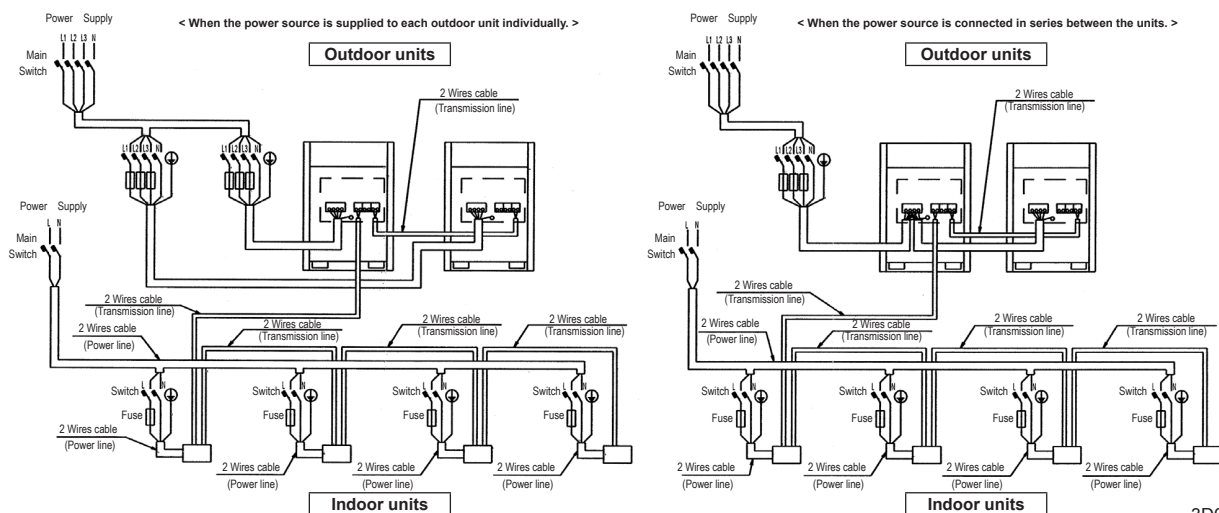 < When the power source is supplied to each outdoor unit individually. >
Power Supply
L1 L2 L3 N
Main
Switch
Outdoor units
2 Wires cable
(Transmission line)
L1 L2 L3 N
L1 L2 L3 N
Power Supply
L N
Main
Switch
2 Wires cable
(Transmission line)
2 Wires cable
(Power line)
2 Wires cable
(Transmission line)
2 Wires cable
(Transmission line)
2 Wires cable
(Transmission line)
L N
Switch
Fuse
L N
Switch
Fuse
L N
Switch
Fuse
L N
Switch
Fuse
2 Wires cable
(Power line)
2 Wires cable
(Power line)
2 Wires cable
(Power line)
2 Wires cable
(Power line)
Indoor units
< When the power source is connected in series between the units. >
Power Supply
L1 L2 L3 N
Main
Switch
Outdoor units
2 Wires cable
(Transmission line)
L1 L2 L3 N
Power Supply
L N
Main
Switch
2 Wires cable
(Transmission line)
2 Wires cable
(Power line)
2 Wires cable
(Transmission line)
2 Wires cable
(Transmission line)
2 Wires cable
(Transmission line)
L N
Switch
Fuse
L N
Switch
Fuse
L N
Switch
Fuse
L N
Switch
Fuse
2 Wires cable
(Power line)
2 Wires cable
(Power line)
2 Wires cable
(Power line)
2 Wires cable
(Power line)
Indoor units